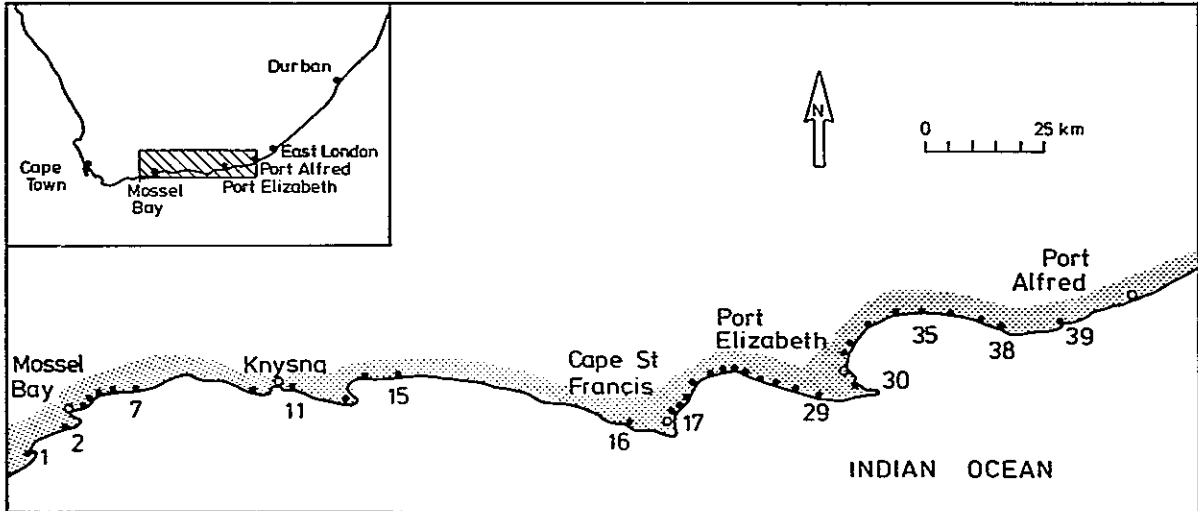 Durban
East London
Port Alfred
Port Elizabeth
Cape
Town
Mossel
Bay
N
0 25 km
Port
Alfred
Port
Elizabeth
Mossel
Bay
Knysna
Cape St
Francis
1
2
7
11
15
16
17
29
30
35
38
39
INDIAN OCEAN